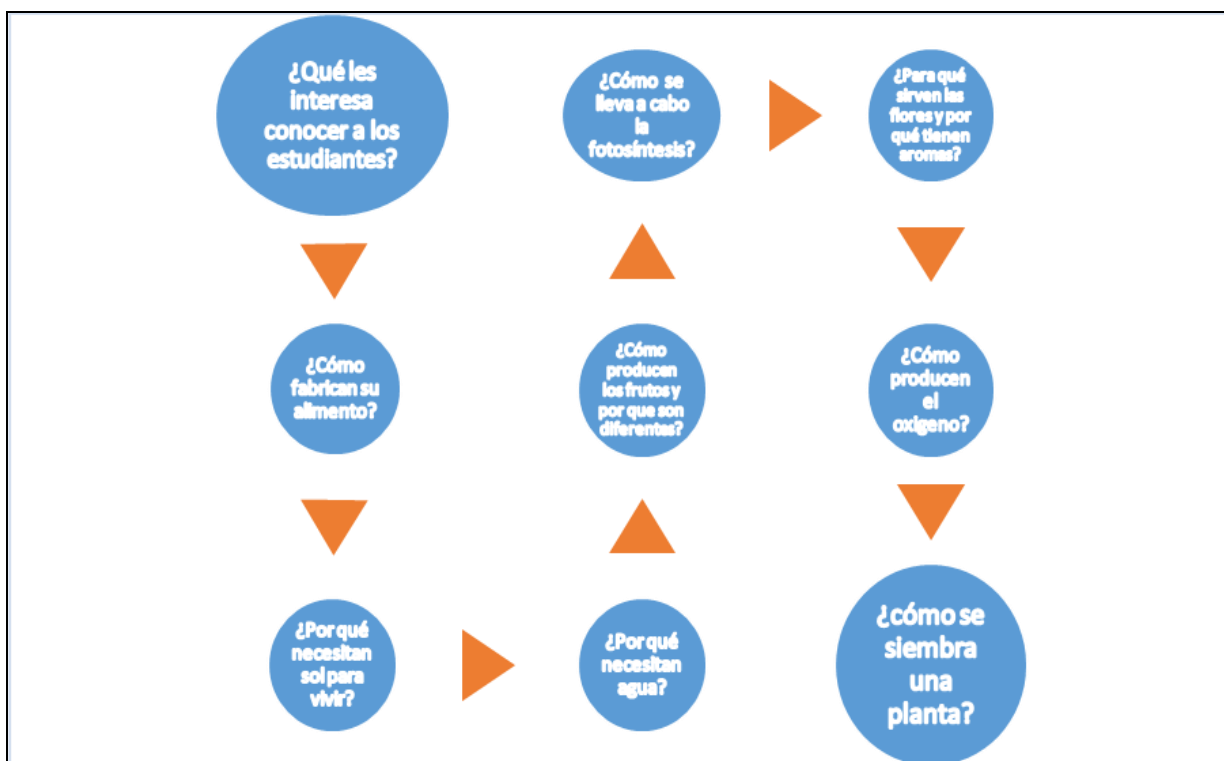 ¿Qué les
interesa
conocer a los
estudiantes?
¿Cómo
fabrican su
alimento?
¿Por qué
necesitan
sol para
vivir?
¿Por qué
necesitan
agua?
¿Cómo
producen
los frutos y
por que son
diferentes?
¿Cómo se
lleva a cabo
la
fotosíntesis?
¿Para qué
sirven las
flores y por
qué tienen
aromas?
¿Cómo
producen
el
oxigeno?
¿cómo se
siembra
una
planta?